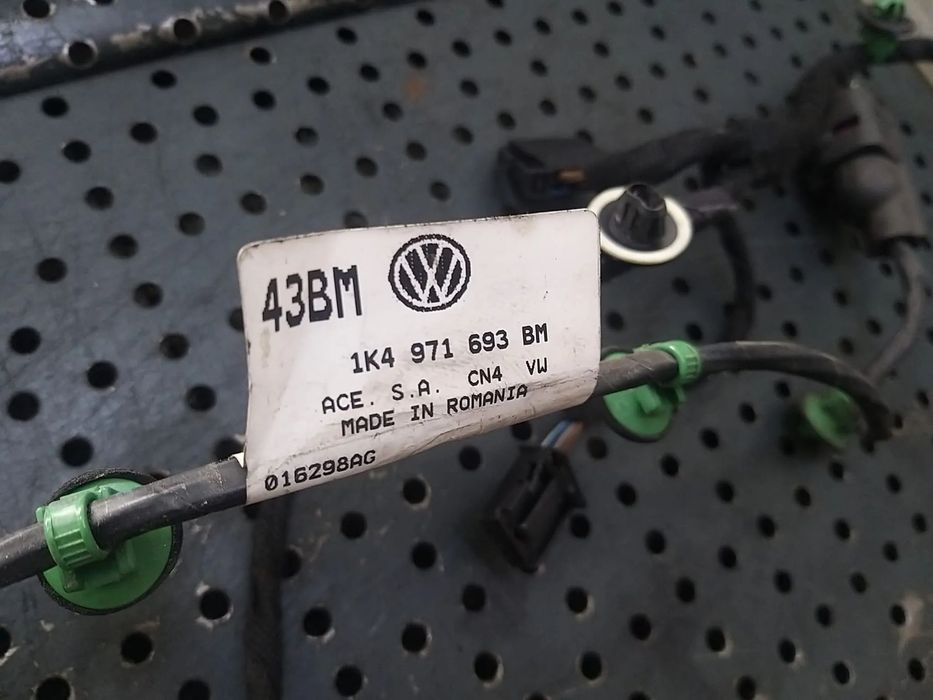 43BM
1K4 971 693 BM
ACE. S.A. CN4 VW
MADE IN ROMANIA
016298AG